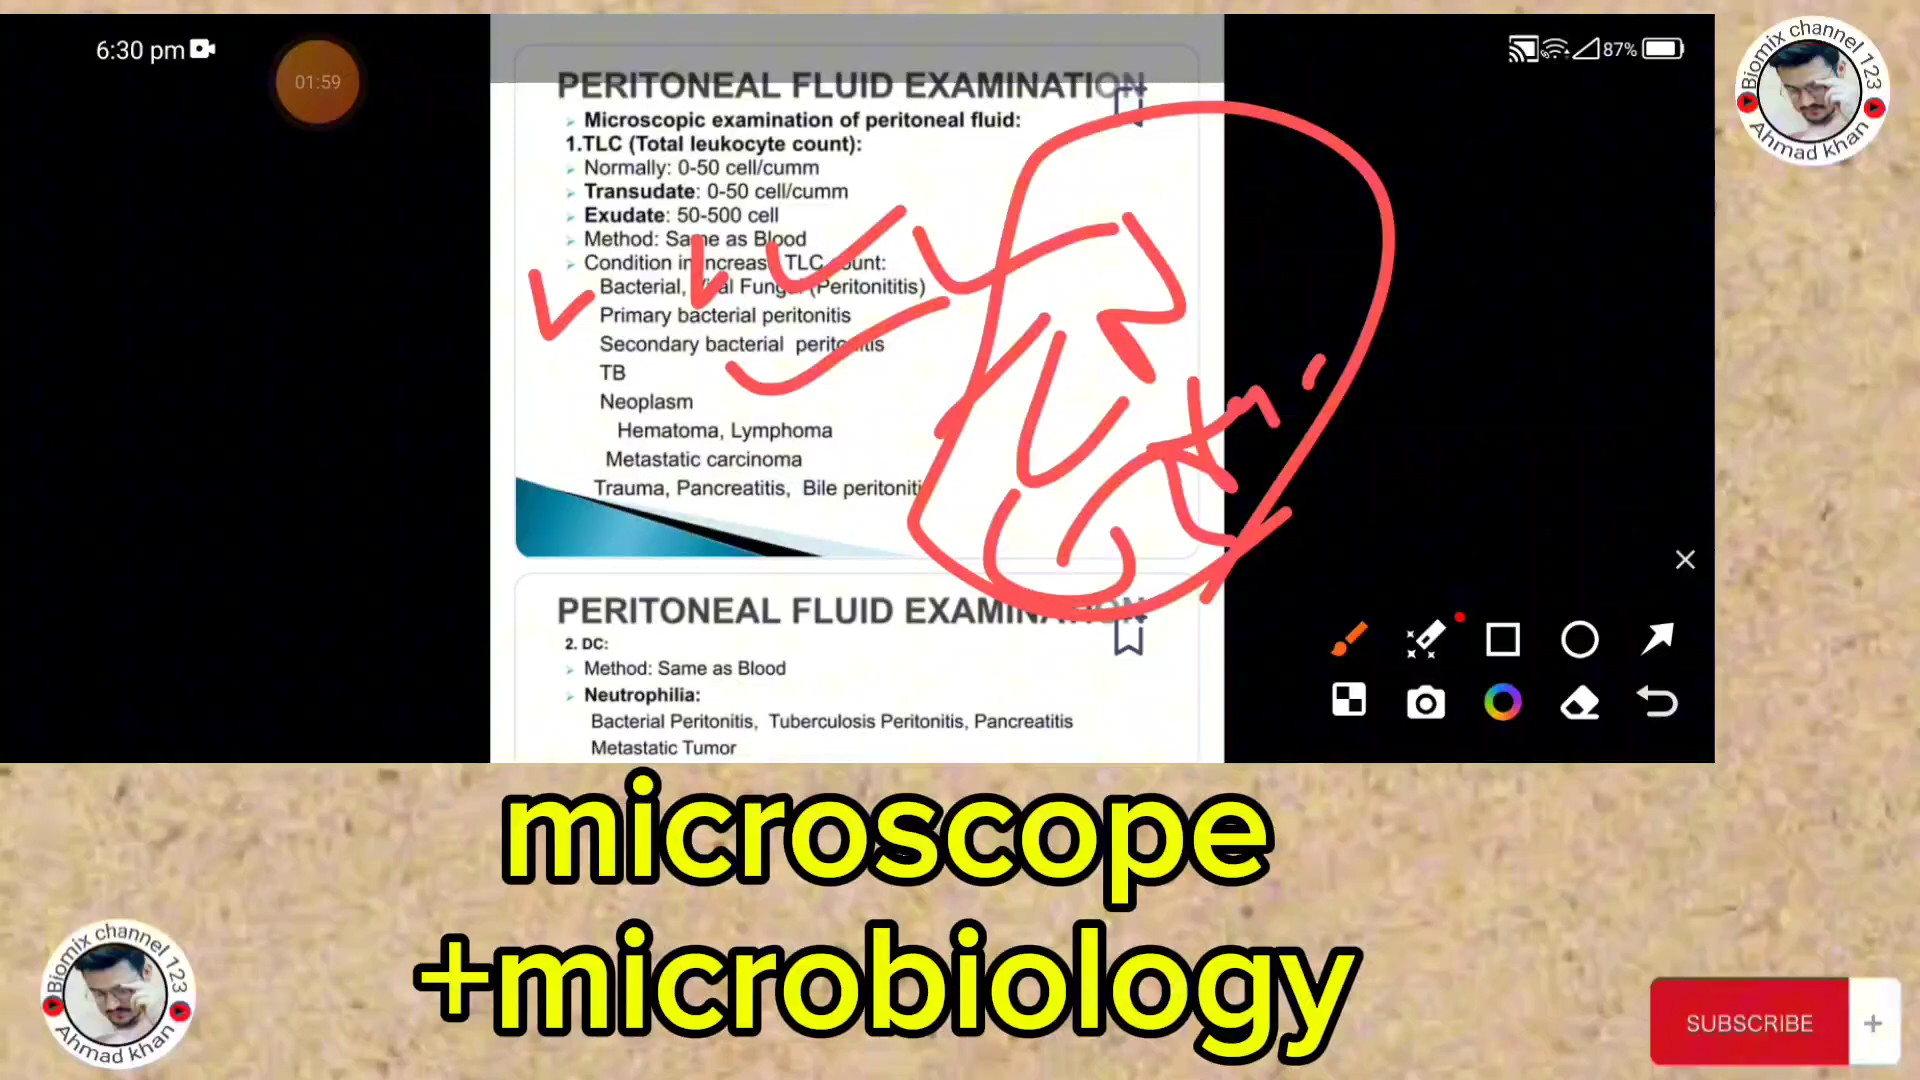 6:30 pm
01:59
87%
Biomix channel 123
Ahmad khan
PERITONEAL FLUID EXAMINATION
Microscopic examination of peritoneal fluid:
1.TLC (Total leukocyte count):
Normally: 0-50 cell/cumm
Transudate: 0-50 cell/cumm
Exudate: 50-500 cell
Method: Same as Blood
Condition in increase TLC count:
Bacterial, Viral Fungal (Peritonititis)
Primary bacterial peritonitis
Secondary bacterial peritonitis
TB
Neoplasm
Hematoma, Lymphoma
Metastatic carcinoma
Trauma, Pancreatitis, Bile peritoniti
PERITONEAL FLUID EXAMINATION
2. DC:
Method: Same as Blood
Neutrophilia:
Bacterial Peritonitis, Tuberculosis Peritonitis, Pancreatitis
Metastatic Tumor
microscope
+microbiology
Biomix channel 123
Ahmad khan
SUBSCRIBE +